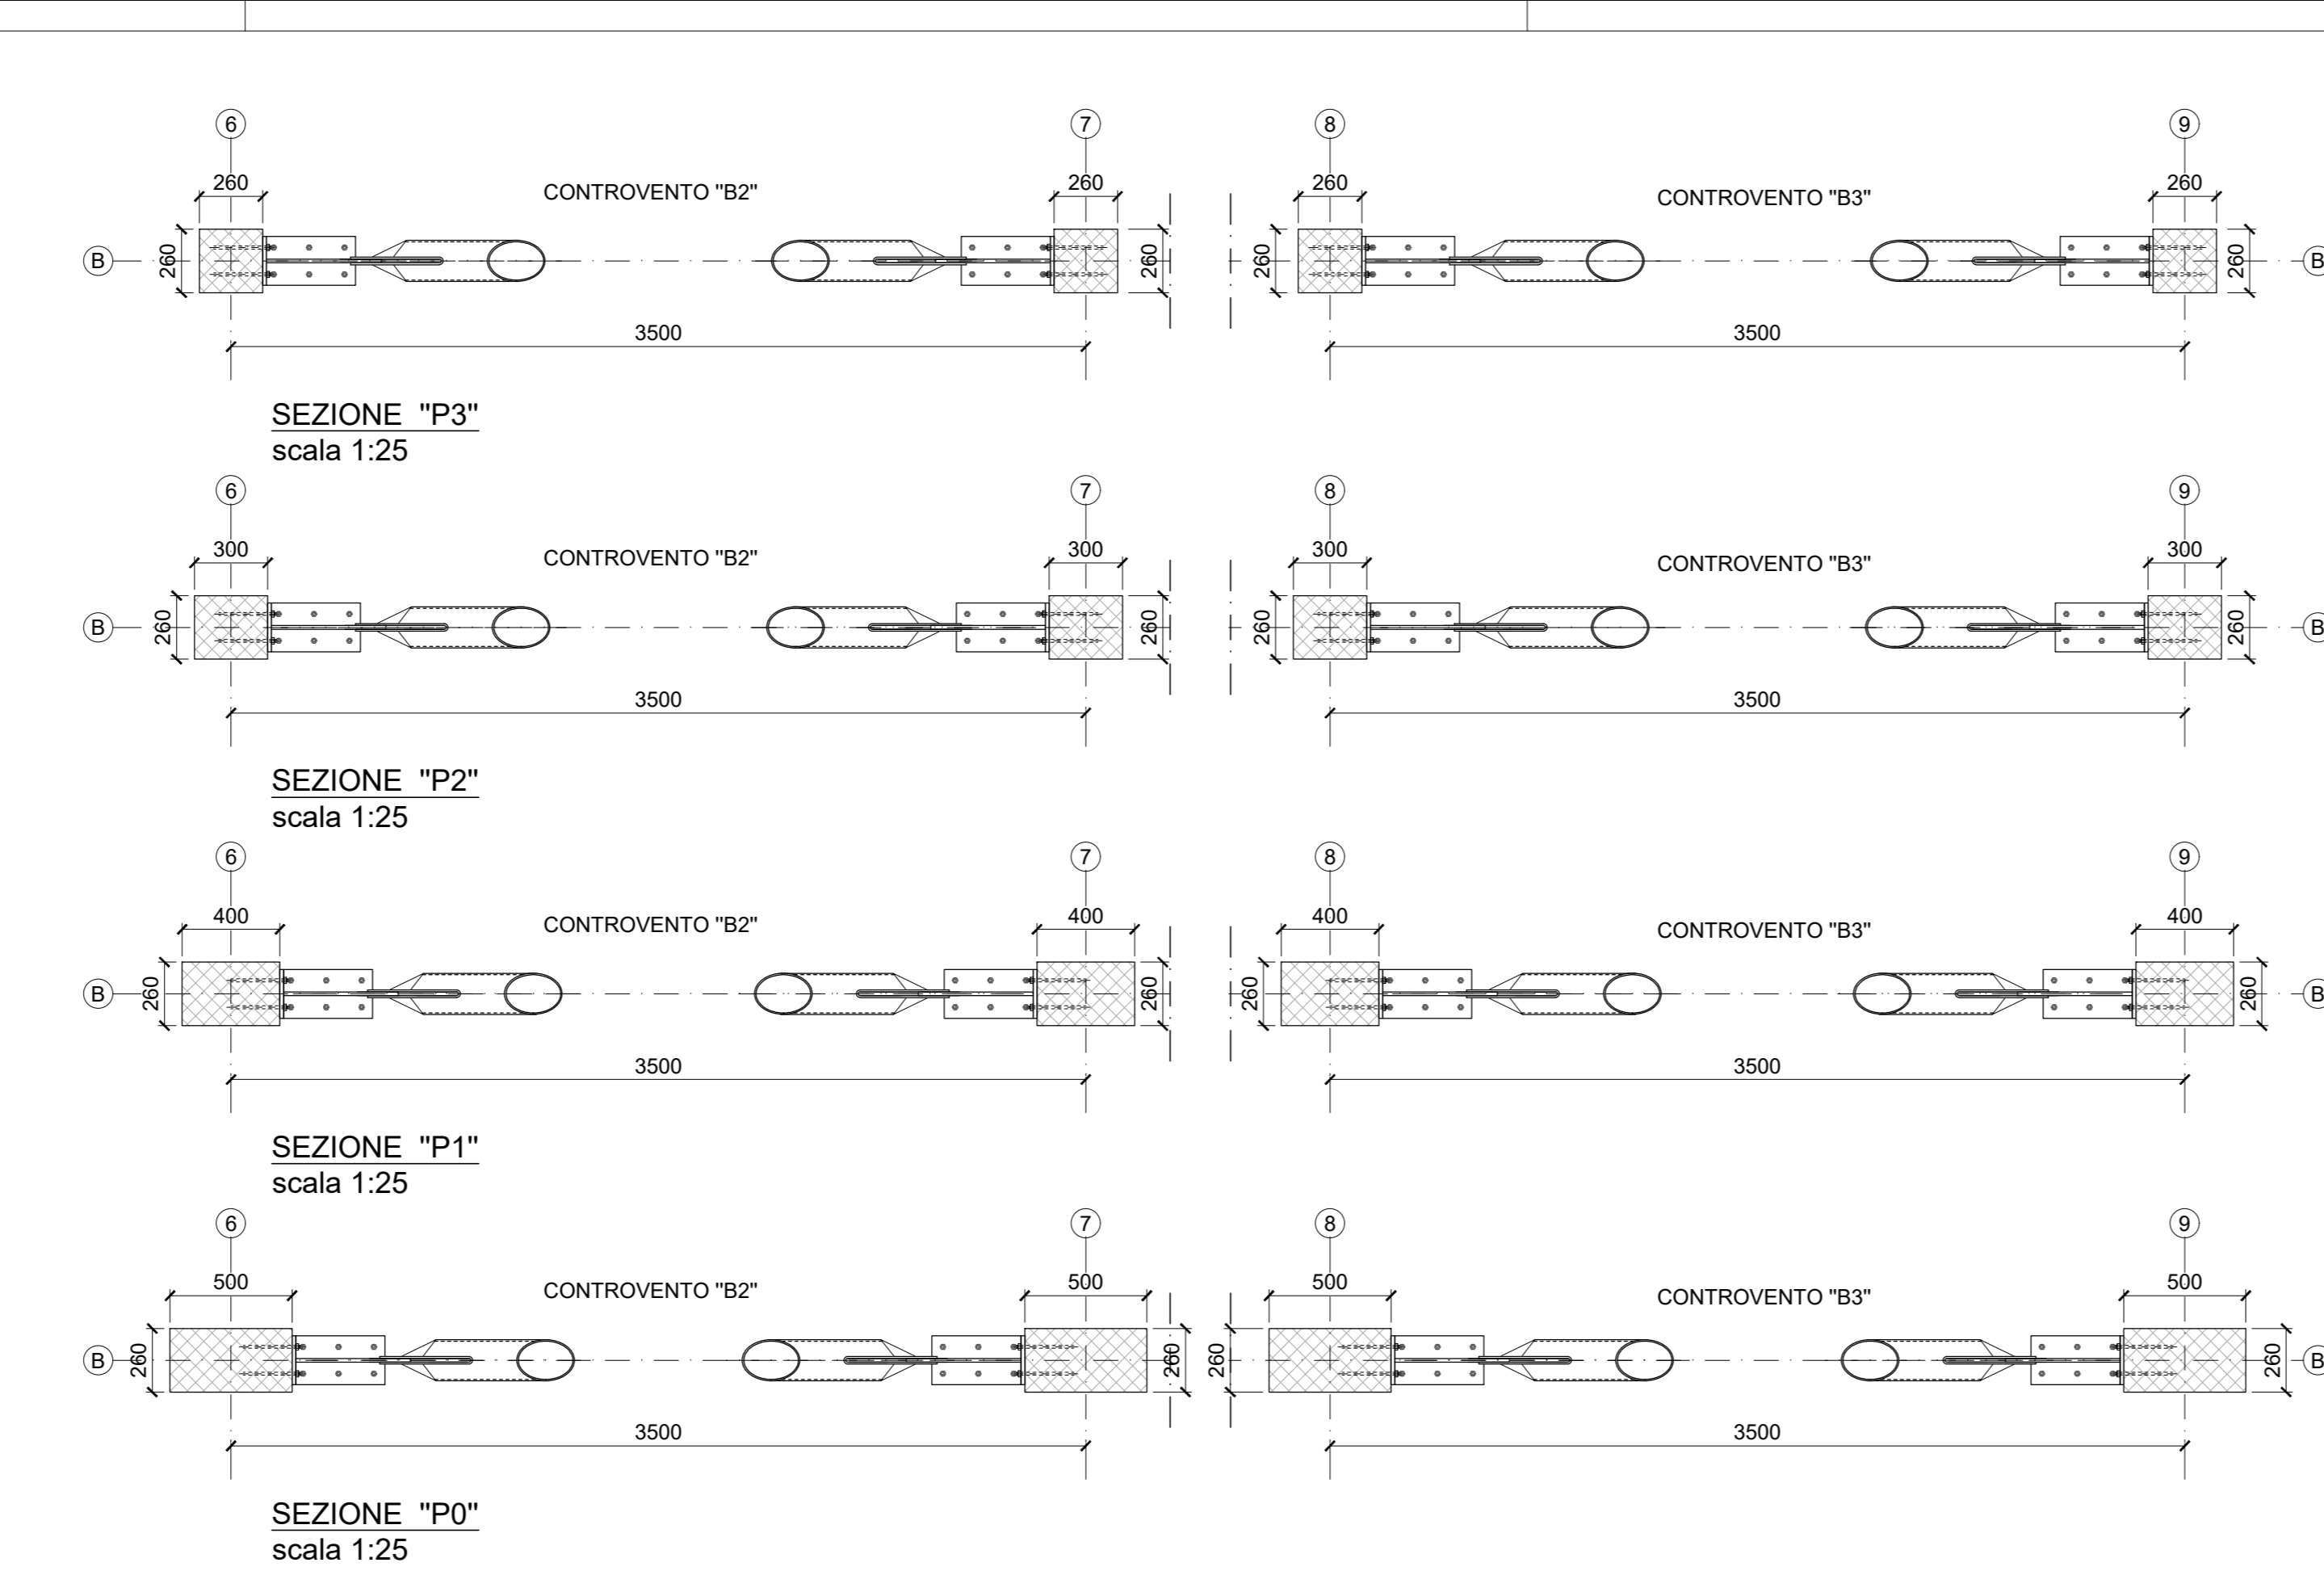 6 7 8 9
260 260 260 260
CONTROVENTO "B2" CONTROVENTO "B3"
B 260 260 260 260 B
3500 3500
SEZIONE "P3"
scala 1:25
6 7 8 9
300 300 300 300
CONTROVENTO "B2" CONTROVENTO "B3"
B 260 260 260 260 B
3500 3500
SEZIONE "P2"
scala 1:25
6 7 8 9
400 400 400 400
CONTROVENTO "B2" CONTROVENTO "B3"
B 260 260 260 260 B
3500 3500
SEZIONE "P1"
scala 1:25
6 7 8 9
500 500 500 500
CONTROVENTO "B2" CONTROVENTO "B3"
B 260 260 260 260 B
3500 3500
SEZIONE "P0"
scala 1:25